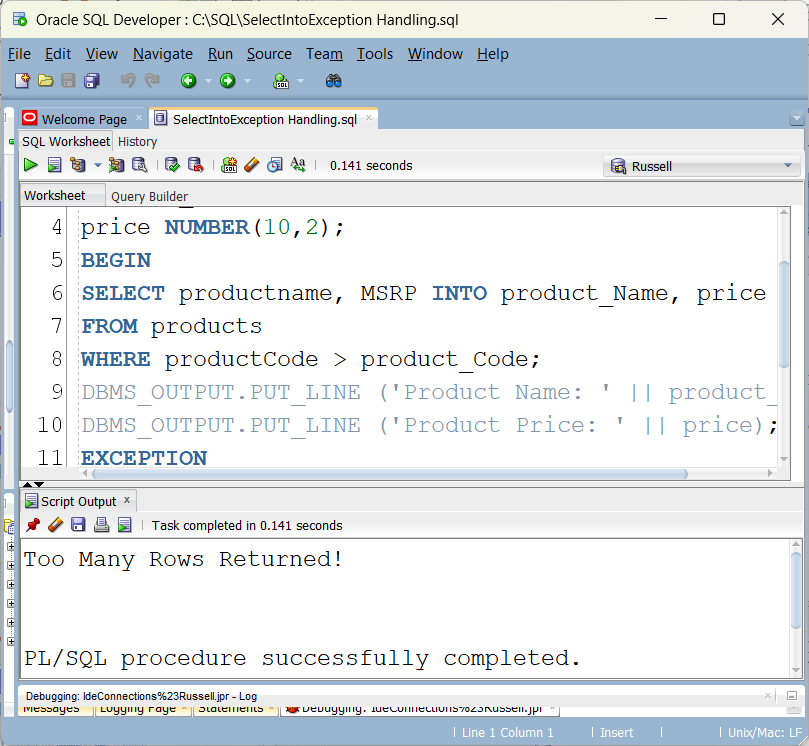 Oracle SQL Developer : C:\SQL\SelectIntoException Handling.sql
File Edit View Navigate Run Source Team Tools Window Help
Welcome Page
SelectIntoException Handling.sql
SQL Worksheet History
0.141 seconds
Russell
Worksheet Query Builder
4 price NUMBER(10,2);
5 BEGIN
6 SELECT productname, MSRP INTO product_Name, price
7 FROM products
8 WHERE productCode > product_Code;
9 DBMS_OUTPUT.PUT_LINE ('Product Name: ' || product_
10 DBMS_OUTPUT.PUT_LINE ('Product Price: ' || price);
11 EXCEPTION
Script Output
Task completed in 0.141 seconds
Too Many Rows Returned!
PL/SQL procedure successfully completed.
Debugging: IdeConnections%23Russell.jpr - Log
Messages Logging Page Statements Debugging: IdeConnections%23Russell.jpr
Line 1 Column 1 Insert Unix/Mac: LF